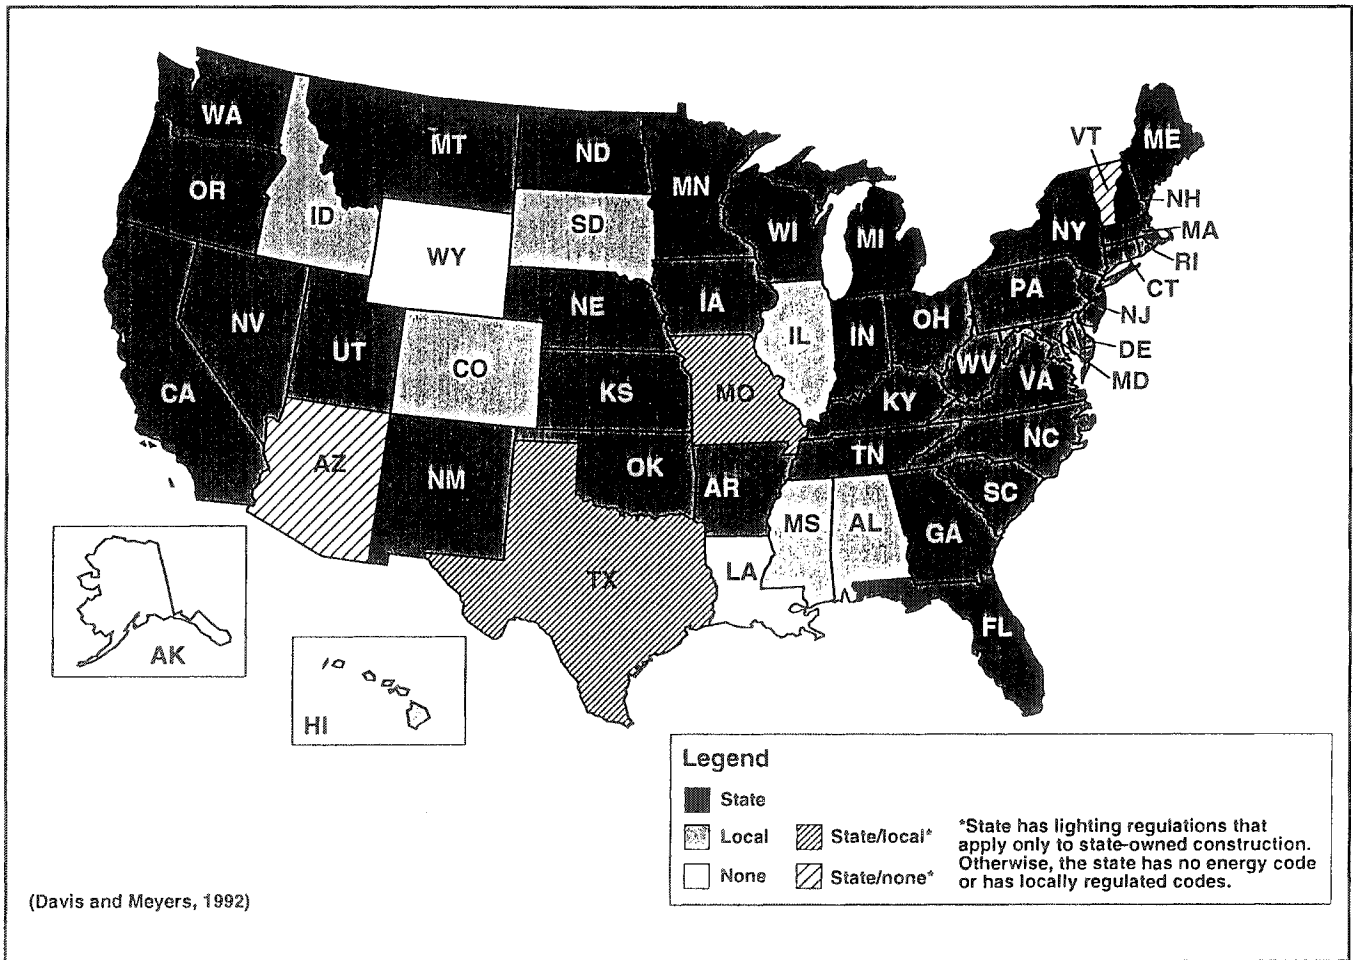 WA
MT
ND
MN
OR
ID
SD
WI
MI
NY
VT
ME
NH
MA
RI
CT
WY
NE
IA
PA
NJ
NV
UT
CO
IL
IN
OH
WV
VA
DE
MD
CA
KS
MO
KY
AZ
NM
OK
AR
TN
NC
SC
MS
AL
GA
TX
LA
FL
AK
HI
Legend
State
Local
State/local*
None
State/none*
*State has lighting regulations that
apply only to state-owned construction.
Otherwise, the state has no energy code
or has locally regulated codes.
(Davis and Meyers, 1992)